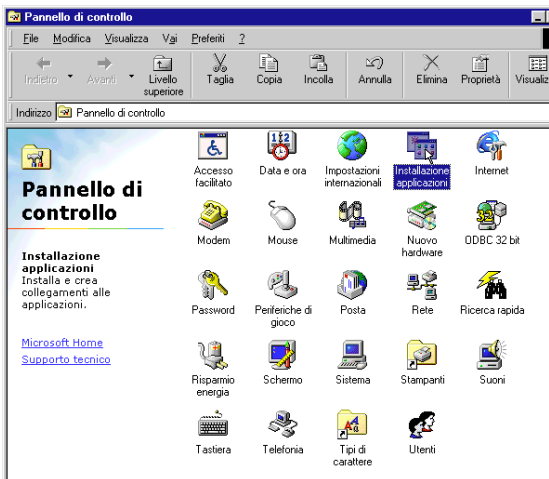 Pannello di controllo
File Modifica Visualizza Vai Preferiti ?
Indietro Avanti Livello superiore Taglia Copia Incolla Annulla Elimina Proprietà Visualiz
Indirizzo Pannello di controllo
Pannello di
controllo
Installazione
applicazioni
Installa e crea
collegamenti alle
applicazioni.
Microsoft Home
Supporto tecnico
Accesso facilitato
Data e ora
Impostazioni internazionali
Installazione applicazioni
Internet
Modem
Mouse
Multimedia
Nuovo hardware
ODBC 32 bit
Password
Periferiche di gioco
Posta
Rete
Ricerca rapida
Risparmio energia
Schermo
Sistema
Stampanti
Suoni
Tastiera
Telefonia
Tipi di carattere
Utenti